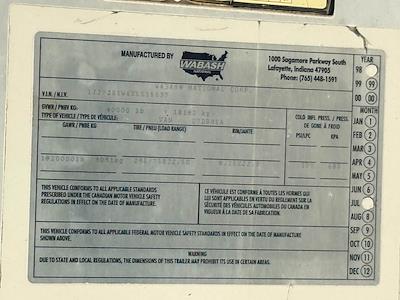 MANUFACTURED BY
WABASH
NATIONAL
1000 Sagamore Parkway South
Lafayette, Indiana 47905
Phone: (765) 448-1591
YEAR
98
99 99
00 00
WABASH NATIONAL CORP.
V.I.N. / N.I.V.
GVWR / PNBV KG:
TYPE OF VEHICLE / TYPE DE VÉHICULE: VAN
GAWR / PNBE KG. TIRE / PNEU (LOAD RANGE) RIM/JANTE
COLD INFL. PRESS. / PRESS.
DE GONF. À FROID
PSI/LPC KPA
MONTH
JAN 1
FEB 2
MAR 3
APR 4
MAY 5
JUN 6
JUL
AUG 8
SEP 9
OCT 10
NOV 11
DEC 12
THIS VEHICLE CONFORMS TO ALL APPLICABLE STANDARDS
PRESCRIBED UNDER THE CANADIAN MOTOR VEHICLE SAFETY
REGULATIONS IN EFFECT ON THE DATE OF MANUFACTURE.
CE VÉHICULE EST CONFORME À TOUTES LES NORMES QUI
LUI SONT APPLICABLES EN VERTU DU RÈGLEMENT SUR LA
SÉCURITÉ DES VÉHICULES AUTOMOBILES DU CANADA EN
VIGUEUR À LA DATE DE SA FABRICATION.
THIS VEHICLE CONFORMS TO ALL APPLICABLE FEDERAL MOTOR VEHICLE SAFETY STANDARDS IN EFFECT ON THE DATE OF MANUFACTURE
SHOWN ABOVE.
WARNING
DUE TO STATE AND LOCAL REGULATIONS, THE DIMENSIONS OF THIS TRAILER MAY PROHIBIT ITS USE IN CERTAIN AREAS.